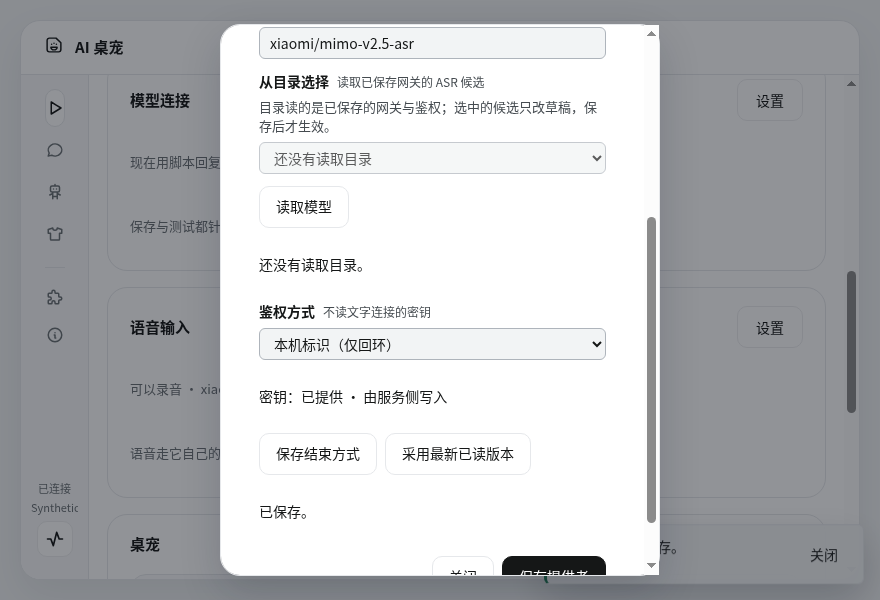 AI 桌宠
模型连接
设置
现在用脚本回复
保存与测试都针
语音输入
设置
可以录音 · xiao
语音走它自己的
桌宠
已连接
Synthetic
xiaomi/mimo-v2.5-asr
从目录选择 读取已保存网关的 ASR 候选
目录读的是已保存的网关与鉴权；选中的候选只改草稿，保
存后才生效。
还没有读取目录
读取模型
还没有读取目录。
鉴权方式 不读文字连接的密钥
本机标识（仅回环）
密钥：已提供 · 由服务侧写入
保存结束方式 采用最新已读版本
已保存。
关闭 保存提供者
存。
关闭